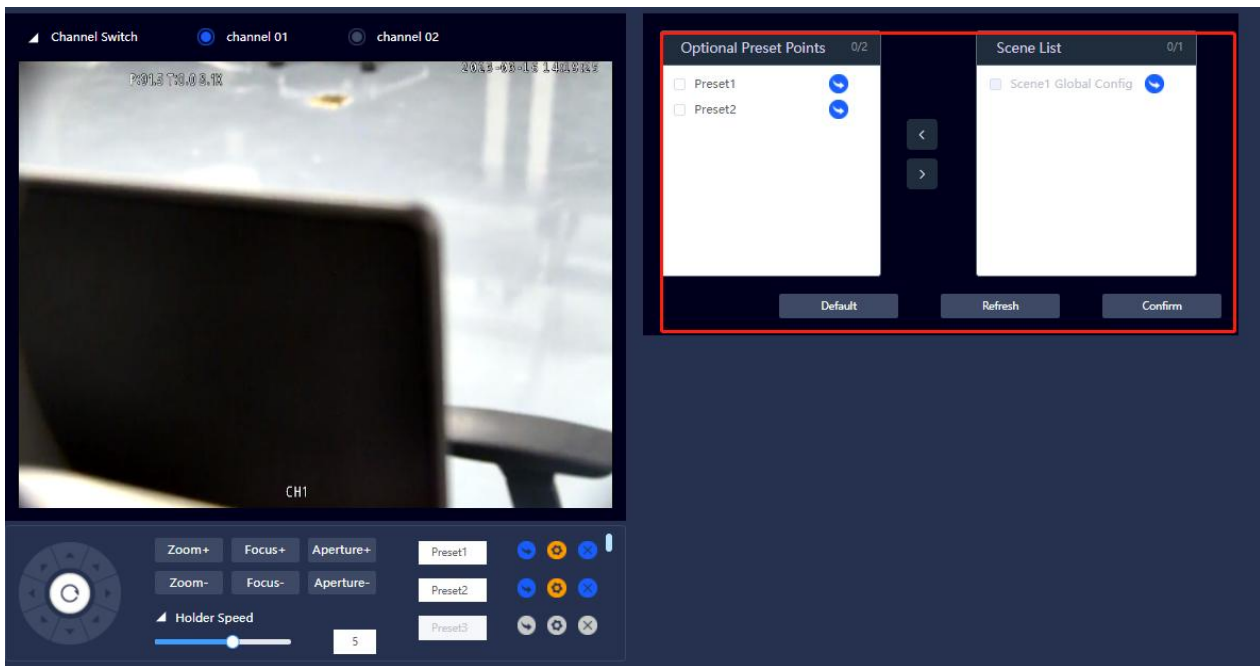 Channel Switch
channel 01
channel 02
CH1
Zoom+
Focus+
Aperture+
Zoom-
Focus-
Aperture-
Holder Speed
5
Preset1
Preset2
Preset3
Optional Preset Points 0/2
Preset1
Preset2
<
>
Scene List 0/1
Scene1 Global Config
Default
Refresh
Confirm